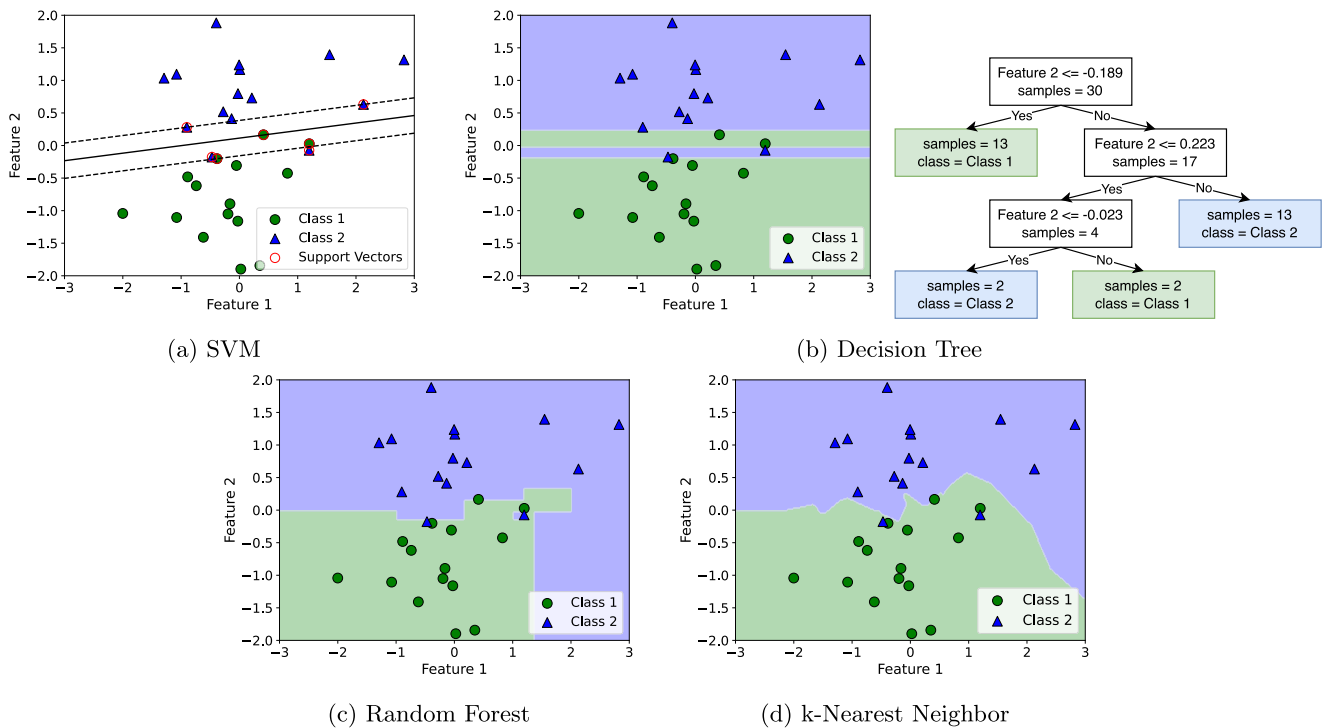 2.0
1.5
1.0
0.5
0.0
−0.5
−1.0
−1.5
−2.0
Feature 2
−3 −2 −1 0 1 2 3
Feature 1
Class 1
Class 2
Support Vectors
(a) SVM
2.0
1.5
1.0
0.5
0.0
−0.5
−1.0
−1.5
−2.0
Feature 2
−3 −2 −1 0 1 2 3
Feature 1
Class 1
Class 2
Feature 2 <= -0.189
samples = 30
Yes No
samples = 13
class = Class 1
Feature 2 <= 0.223
samples = 17
Yes No
Feature 2 <= -0.023
samples = 4
samples = 13
class = Class 2
Yes No
samples = 2
class = Class 2
samples = 2
class = Class 1
(b) Decision Tree
2.0
1.5
1.0
0.5
0.0
−0.5
−1.0
−1.5
−2.0
Feature 2
−3 −2 −1 0 1 2 3
Feature 1
Class 1
Class 2
(c) Random Forest
2.0
1.5
1.0
0.5
0.0
−0.5
−1.0
−1.5
−2.0
Feature 2
−3 −2 −1 0 1 2 3
Feature 1
Class 1
Class 2
(d) k-Nearest Neighbor